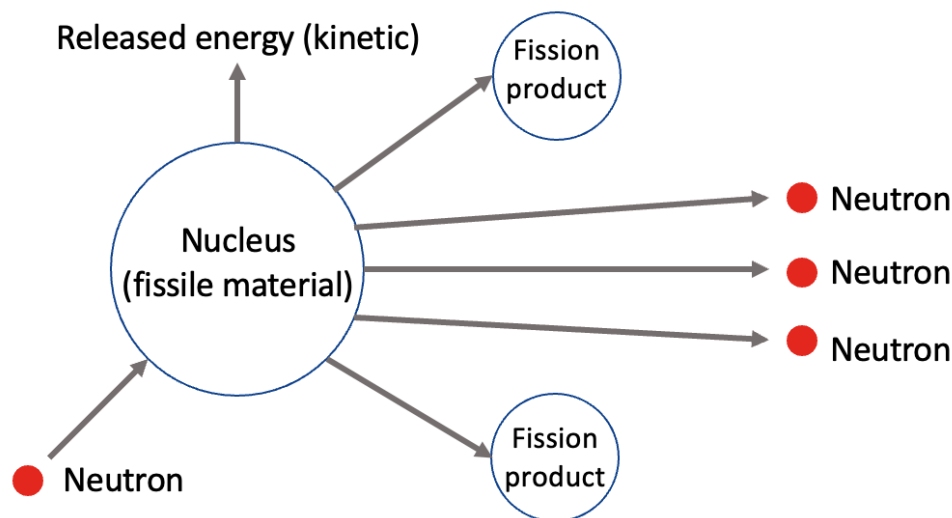 Released energy (kinetic)
Fission
product
Neutron
Nucleus
(fissile material)
Neutron
Neutron
Fission
product
Neutron